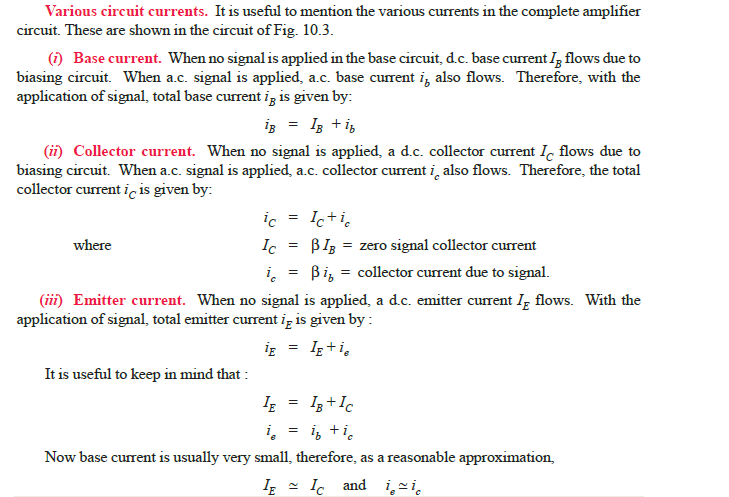 Various circuit currents. It is useful to mention the various currents in the complete amplifier
circuit. These are shown in the circuit of Fig. 10.3.
(i) Base current. When no signal is applied in the base circuit, d.c. base current I_B flows due to
biasing circuit. When a.c. signal is applied, a.c. base current i_b also flows. Therefore, with the
application of signal, total base current i_B is given by:
i_B = I_B + i_b
(ii) Collector current. When no signal is applied, a d.c. collector current I_C flows due to
biasing circuit. When a.c. signal is applied, a.c. collector current i_c also flows. Therefore, the total
collector current i_C is given by:
i_C = I_C + i_c
where I_C = β I_B = zero signal collector current
i_c = β i_b = collector current due to signal.
(iii) Emitter current. When no signal is applied, a d.c. emitter current I_E flows. With the
application of signal, total emitter current i_E is given by :
i_E = I_E + i_e
It is useful to keep in mind that :
I_E = I_B + I_C
i_e = i_b + i_c
Now base current is usually very small, therefore, as a reasonable approximation,
I_E ≃ I_C and i_e ≃ i_c